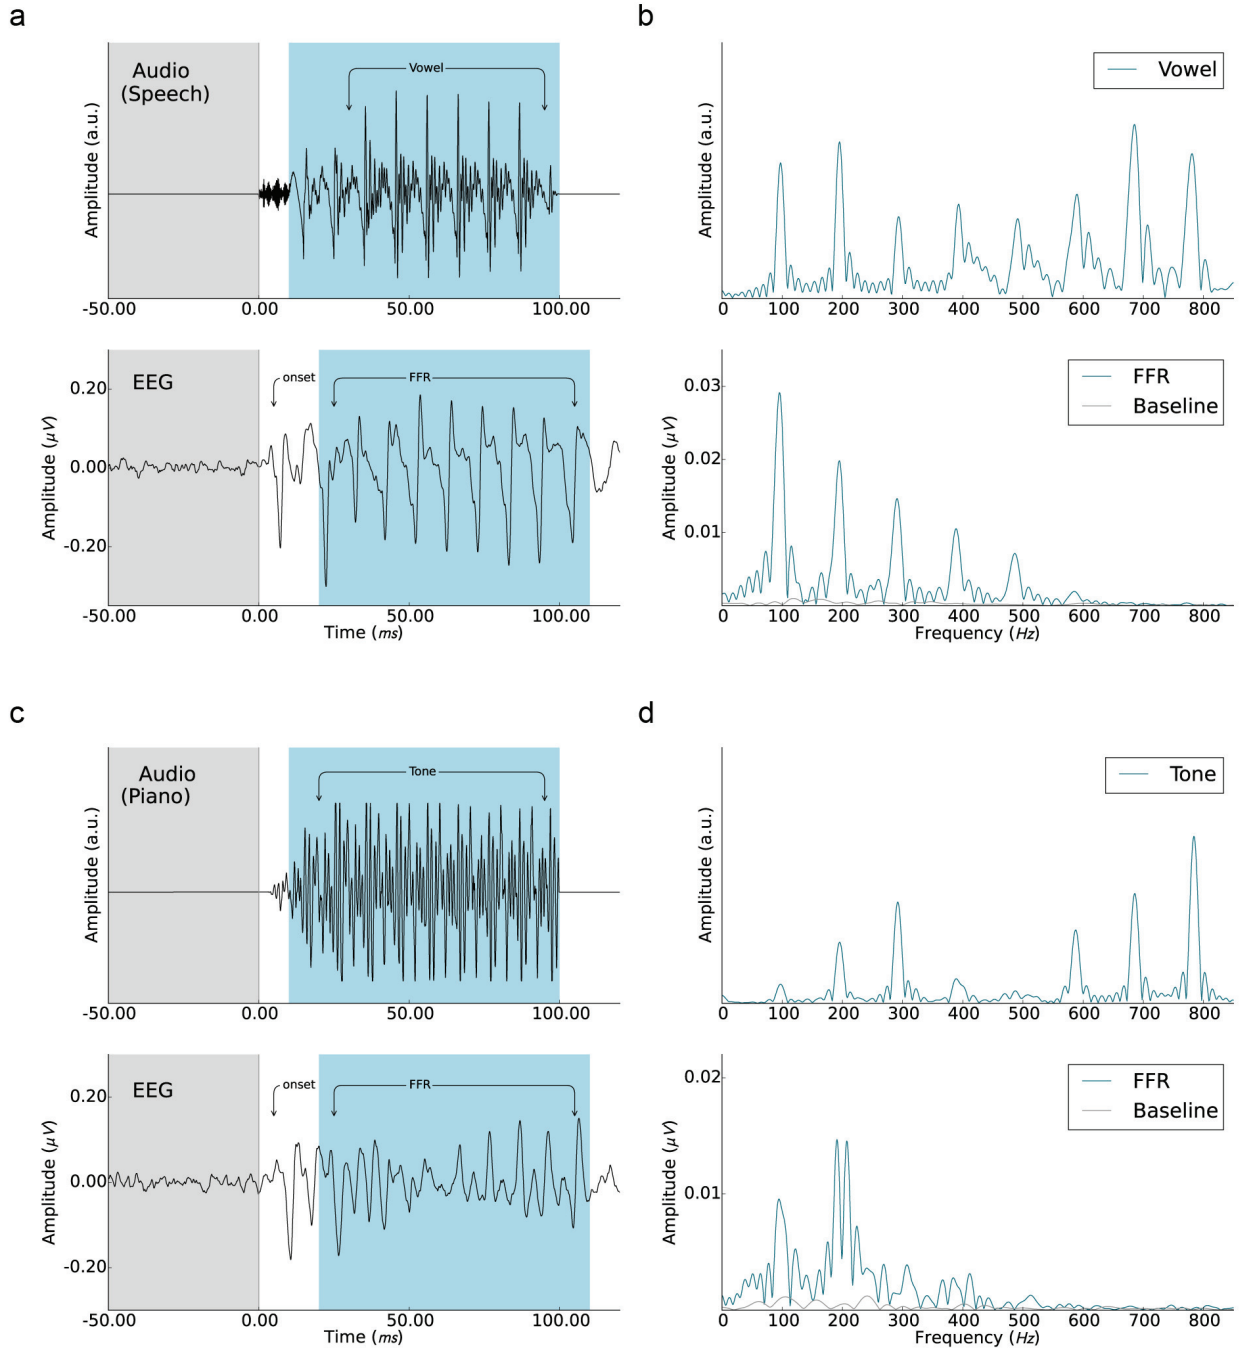 a
Audio
(Speech)
Vowel
Amplitude (a.u.)
-50.00 0.00 50.00 100.00
EEG
onset
FFR
0.20
0.00
-0.20
Amplitude (μV)
-50.00 0.00 50.00 100.00
Time (ms)
b
Vowel
Amplitude (a.u.)
0 100 200 300 400 500 600 700 800
FFR
Baseline
0.03
0.02
0.01
Amplitude (μV)
0 100 200 300 400 500 600 700 800
Frequency (Hz)
c
Audio
(Piano)
Tone
Amplitude (a.u.)
-50.00 0.00 50.00 100.00
EEG
onset
FFR
0.20
0.00
-0.20
Amplitude (μV)
-50.00 0.00 50.00 100.00
Time (ms)
d
Tone
Amplitude (a.u.)
0 100 200 300 400 500 600 700 800
FFR
Baseline
0.02
0.01
Amplitude (μV)
0 100 200 300 400 500 600 700 800
Frequency (Hz)